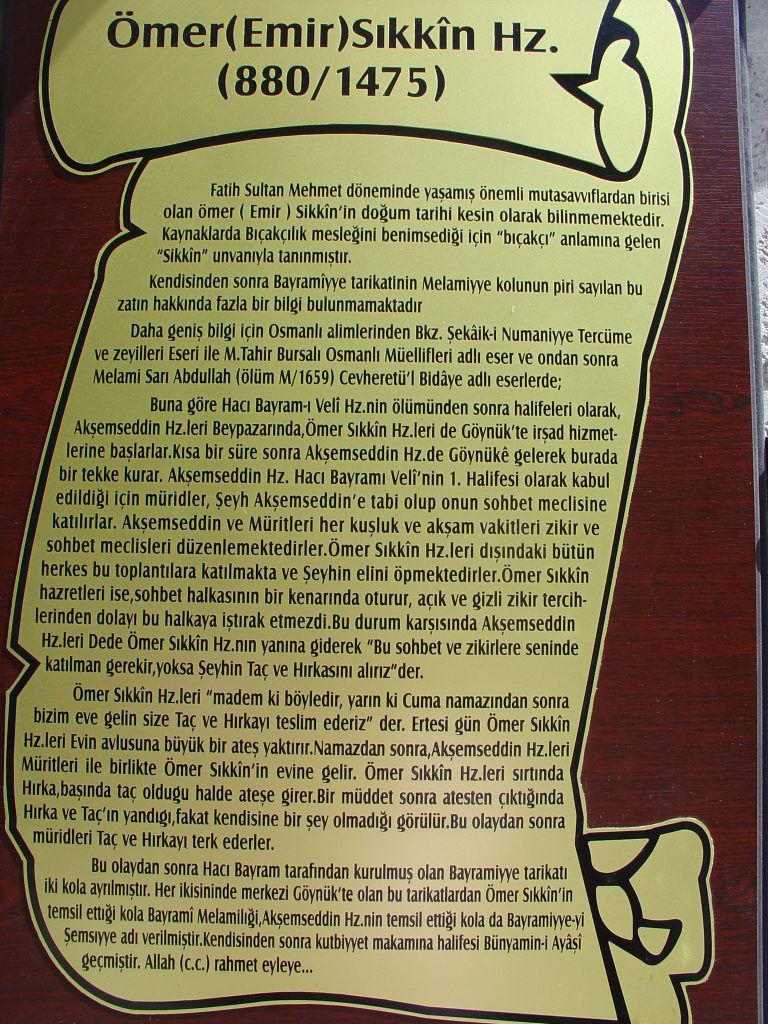 Ömer(Emir)Sıkkîn Hz.
(880/1475)
Fatih Sultan Mehmet döneminde yaşamış önemli mutasavvıflardan birisi
olan ömer ( Emir ) Sikkîn'in doğum tarihi kesin olarak bilinmemektedir.
Kaynaklarda Bıçakçılık mesleğini benimsediği için “bıçakçı” anlamına gelen
“Sikkîn” unvanıyla tanınmıştır.
Kendisinden sonra Bayramîyye tarikatinin Melamiyye kolunun piri sayılan bu
zatın hakkında fazla bir bilgi bulunmamaktadır
Daha geniş bilgi için Osmanlı alimlerinden Bkz. Şekâik-i Numaniyye Tercüme
ve zeyilleri Eseri ile M.Tahir Bursalı Osmanlı Müellifleri adlı eser ve ondan sonra
Melami Sarı Abdullah (ölüm M/1659) Cevheretü'l Bidâye adlı eserlerde;
Buna göre Hacı Bayram-ı Velî Hz.nin ölümünden sonra halifeleri olarak,
Akşemseddin Hz.leri Beypazarında,Ömer Sıkkîn Hz.leri de Göynük'te irşad hizmet-
lerine başlarlar.Kısa bir süre sonra Akşemseddin Hz.de Göynükê gelerek burada
bir tekke kurar. Akşemseddin Hz. Hacı Bayramı Velî'nin 1. Halifesi olarak kabul
edildiği için müridler, Şeyh Akşemseddin'e tabi olup onun sohbet meclisine
katılırlar. Akşemseddin ve Müritleri her kuşluk ve akşam vakitleri zikir ve
sohbet meclisleri düzenlemektedirler.Ömer Sıkkîn Hz.leri dışındaki bütün
herkes bu toplantılara katılmakta ve Şeyhin elini öpmektedirler.Ömer Sıkkîn
hazretleri ise,sohbet halkasının bir kenarında oturur, açık ve gizli zikir tercih-
lerinden dolayı bu halkaya iştırak etmezdi.Bu durum karşısında Akşemseddin
Hz.leri Dede Ömer Sıkkîn Hz.nın yanına giderek “Bu sohbet ve zikirlere seninde
katılman gerekir,yoksa Şeyhin Taç ve Hırkasını alırız”der.
Ömer Sıkkîn Hz.leri “madem ki böyledir, yarın ki Cuma namazından sonra
bizim eve gelin size Taç ve Hırkayı teslim ederiz” der. Ertesi gün Ömer Sıkkîn
Hz.leri Evin avlusuna büyük bir ateş yaktırır.Namazdan sonra,Akşemseddin Hz.leri
Müritleri ile birlikte Ömer Sikkîn'in evine gelir. Ömer Sıkkîn Hz.leri sırtında
Hırka,başında taç oldugu halde ateşe girer.Bir müddet sonra atesten çıktığında
Hırka ve Taç'ın yandıgı,fakat kendisine bir şey olmadığı görülür.Bu olaydan sonra
müridleri Taç ve Hırkayı terk ederler.
Bu olaydan sonra Hacı Bayram tarafından kurulmuş olan Bayramiyye tarikatı
iki kola ayrılmıştır. Her ikisininde merkezi Göynük'te olan bu tarikatlardan Ömer Sıkkîn'in
temsil ettiği kola Bayramî Melamiliği,Akşemseddin Hz.nin temsil ettiği kola da Bayramiyye-yi
Şemsıyye adı verilmiştir.Kendisinden sonra kutbiyyet makamına halifesi Bünyamin-i Ayâşî
geçmiştir. Allah (c.c.) rahmet eyleye...